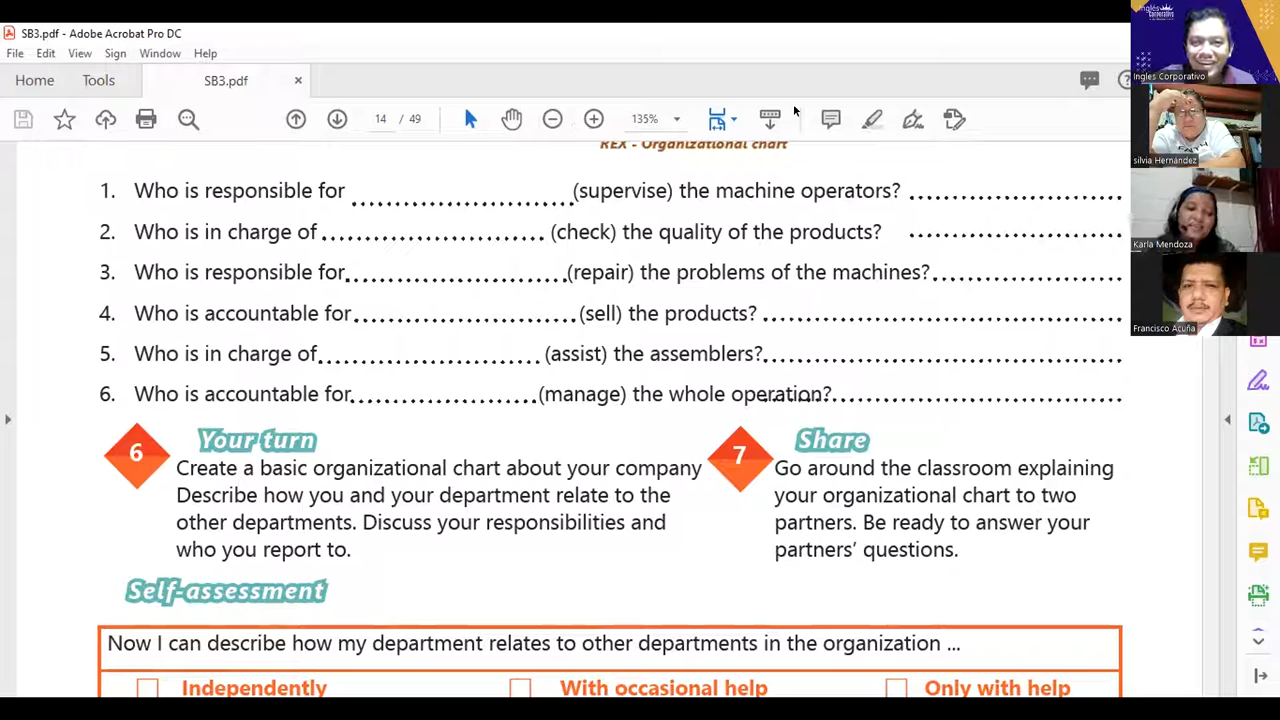 SB3.pdf - Adobe Acrobat Pro DC
File Edit View Window Sign Help
Home Tools SB3.pdf ×
14 / 49 135%
REX - Organizational chart
1. Who is responsible for ........................ (supervise) the machine operators? ........................
2. Who is in charge of ........................ (check) the quality of the products? ........................
3. Who is responsible for ........................ (repair) the problems of the machines? ........................
4. Who is accountable for ........................ (sell) the products? ........................
5. Who is in charge of ........................ (assist) the assemblers? ........................
6. Who is accountable for ........................ (manage) the whole operation? ........................
6 Your turn
Create a basic organizational chart about your company
Describe how you and your department relate to the
other departments. Discuss your responsibilities and
who you report to.
7 Share
Go around the classroom explaining
your organizational chart to two
partners. Be ready to answer your
partners' questions.
Self-assessment
Now I can describe how my department relates to other departments in the organization ...
Independently With occasional help Only with help
Inglés
Corporativo
Ingles Corporativo
FAITH
silvia Hernández
Karla Mendoza
Francisco Acuña